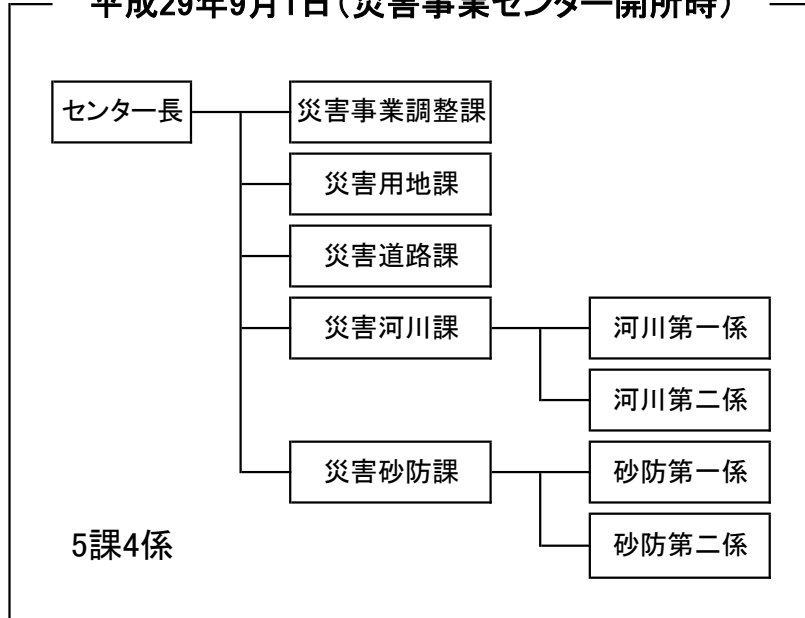 平成29年9月1日（災害事業センター開所時）
センター長
災害事業調整課
災害用地課
災害道路課
災害河川課
河川第一係
河川第二係
災害砂防課
砂防第一係
砂防第二係
5課4係